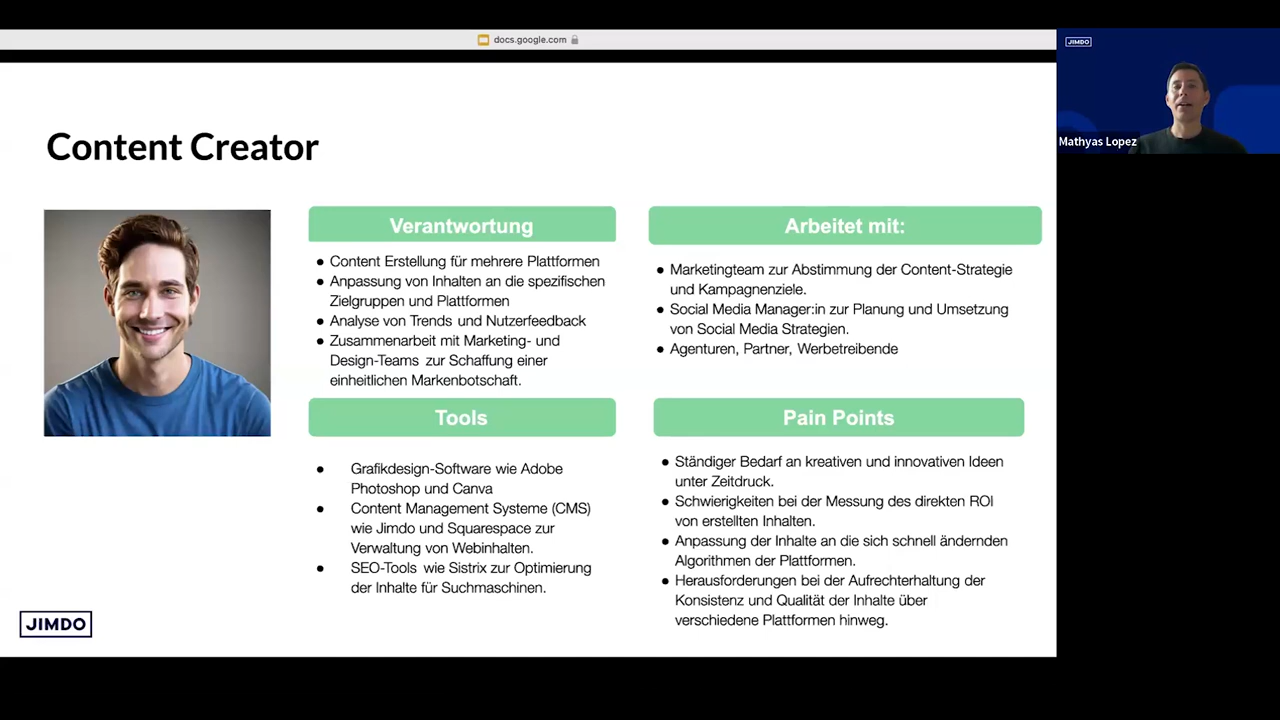 docs.google.com
JIMDO
Mathyas Lopez
Content Creator
Verantwortung
● Content Erstellung für mehrere Plattformen
● Anpassung von Inhalten an die spezifischen
Zielgruppen und Plattformen
● Analyse von Trends und Nutzerfeedback
● Zusammenarbeit mit Marketing- und
Design-Teams zur Schaffung einer
einheitlichen Markenbotschaft.
Arbeitet mit:
● Marketingteam zur Abstimmung der Content-Strategie
und Kampagnenziele.
● Social Media Manager:in zur Planung und Umsetzung
von Social Media Strategien.
● Agenturen, Partner, Werbetreibende
Tools
● Grafikdesign-Software wie Adobe
Photoshop und Canva
● Content Management Systeme (CMS)
wie Jimdo und Squarespace zur
Verwaltung von Webinhalten.
● SEO-Tools wie Sistrix zur Optimierung
der Inhalte für Suchmaschinen.
Pain Points
● Ständiger Bedarf an kreativen und innovativen Ideen
unter Zeitdruck.
● Schwierigkeiten bei der Messung des direkten ROI
von erstellten Inhalten.
● Anpassung der Inhalte an die sich schnell ändernden
Algorithmen der Plattformen.
● Herausforderungen bei der Aufrechterhaltung der
Konsistenz und Qualität der Inhalte über
verschiedene Plattformen hinweg.
JIMDO